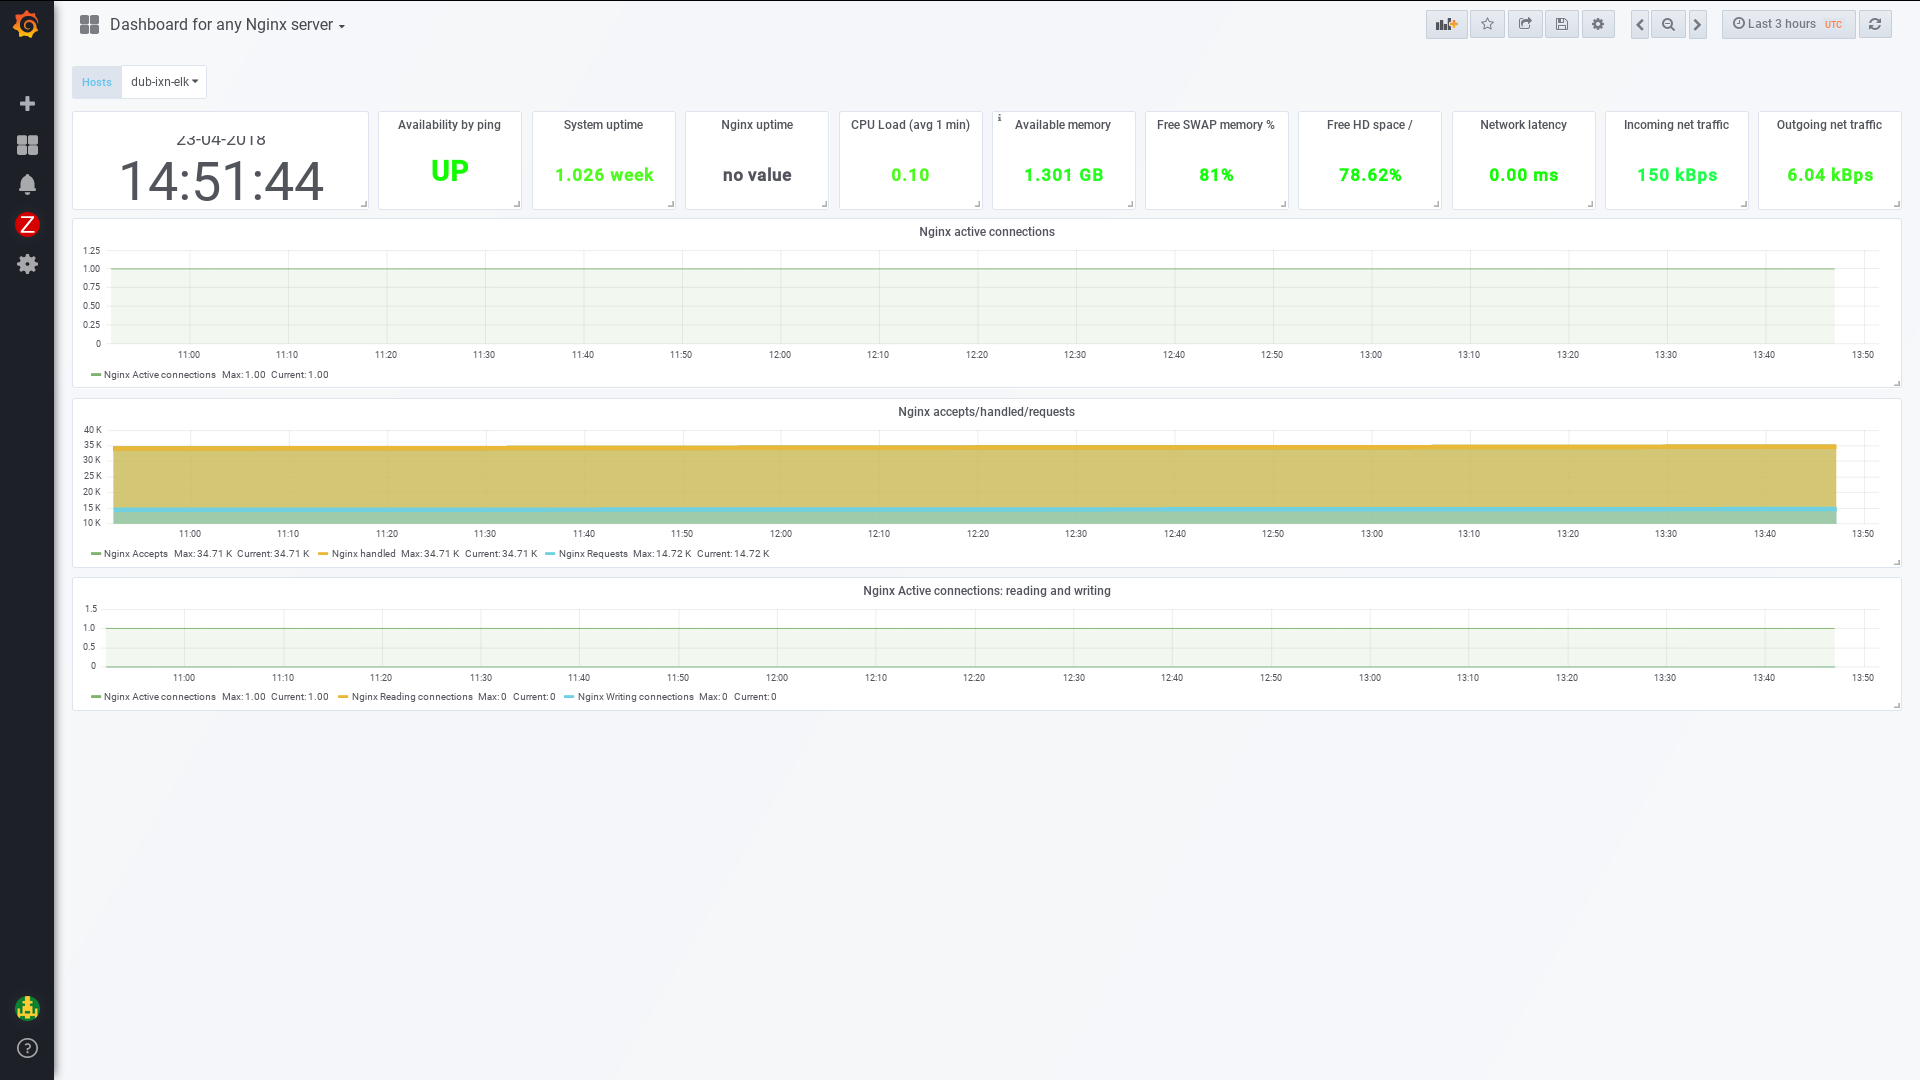 Dashboard for any Nginx server
Last 3 hours UTC
Hosts dub-ixn-elk
23-04-2018
14:51:44
Availability by ping
UP
System uptime
1.026 week
Nginx uptime
no value
CPU Load (avg 1 min)
0.10
Available memory
1.301 GB
Free SWAP memory %
81%
Free HD space /
78.62%
Network latency
0.00 ms
Incoming net traffic
150 kBps
Outgoing net traffic
6.04 kBps
Nginx active connections
1.25
1.00
0.75
0.50
0.25
0
11:00 11:10 11:20 11:30 11:40 11:50 12:00 12:10 12:20 12:30 12:40 12:50 13:00 13:10 13:20 13:30 13:40 13:50
Nginx Active connections Max: 1.00 Current: 1.00
Nginx accepts/handled/requests
40 K
35 K
30 K
25 K
20 K
15 K
10 K
11:00 11:10 11:20 11:30 11:40 11:50 12:00 12:10 12:20 12:30 12:40 12:50 13:00 13:10 13:20 13:30 13:40 13:50
Nginx Accepts Max: 34.71 K Current: 34.71 K Nginx handled Max: 34.71 K Current: 34.71 K Nginx Requests Max: 14.72 K Current: 14.72 K
Nginx Active connections: reading and writing
1.5
1.0
0.5
0
11:00 11:10 11:20 11:30 11:40 11:50 12:00 12:10 12:20 12:30 12:40 12:50 13:00 13:10 13:20 13:30 13:40 13:50
Nginx Active connections Max: 1.00 Current: 1.00 Nginx Reading connections Max: 0 Current: 0 Nginx Writing connections Max: 0 Current: 0
Z
?